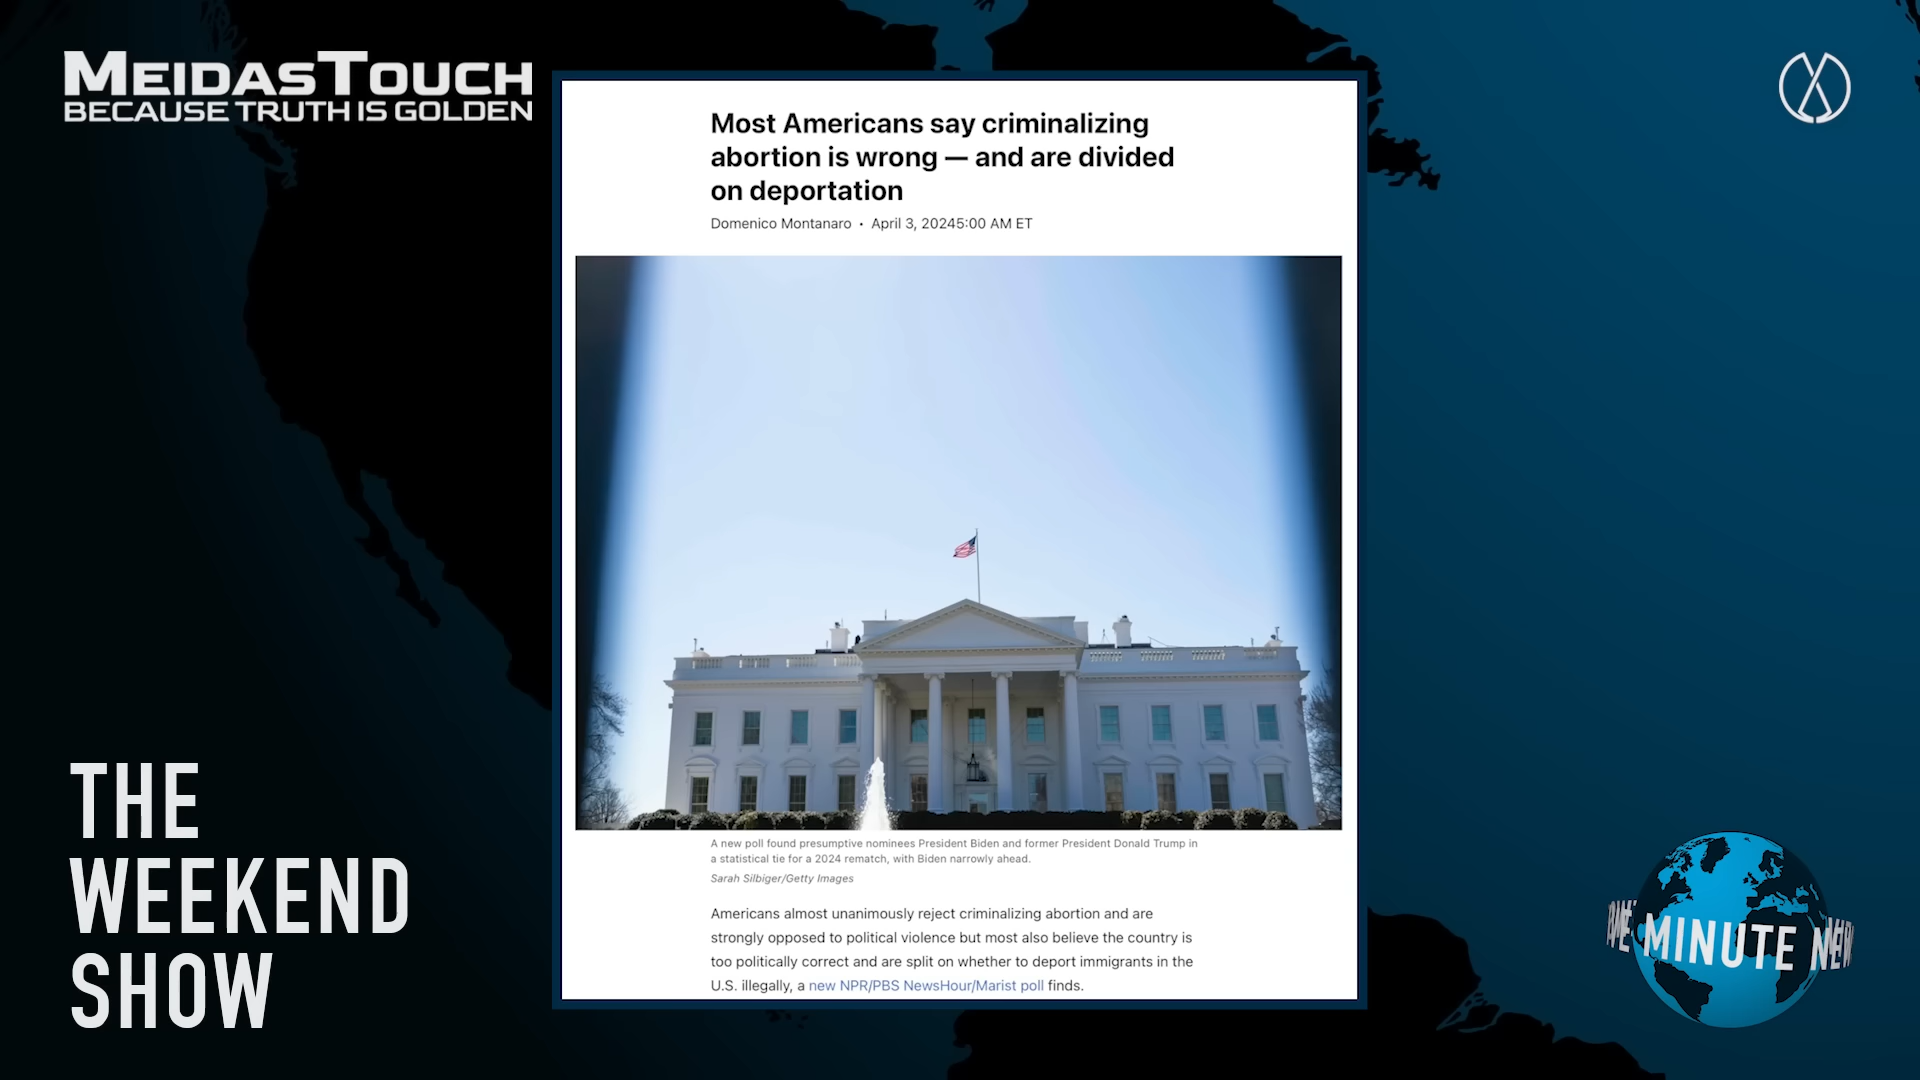 MEIDASTOUCH
BECAUSE TRUTH IS GOLDEN
Most Americans say criminalizing
abortion is wrong — and are divided
on deportation
Domenico Montanaro • April 3, 20245:00 AM ET
A new poll found presumptive nominees President Biden and former President Donald Trump in
a statistical tie for a 2024 rematch, with Biden narrowly ahead.
Sarah Silbiger/Getty Images
Americans almost unanimously reject criminalizing abortion and are
strongly opposed to political violence but most also believe the country is
too politically correct and are split on whether to deport immigrants in the
U.S. illegally, a new NPR/PBS NewsHour/Marist poll finds.
THE
WEEKEND
SHOW
MINUTE